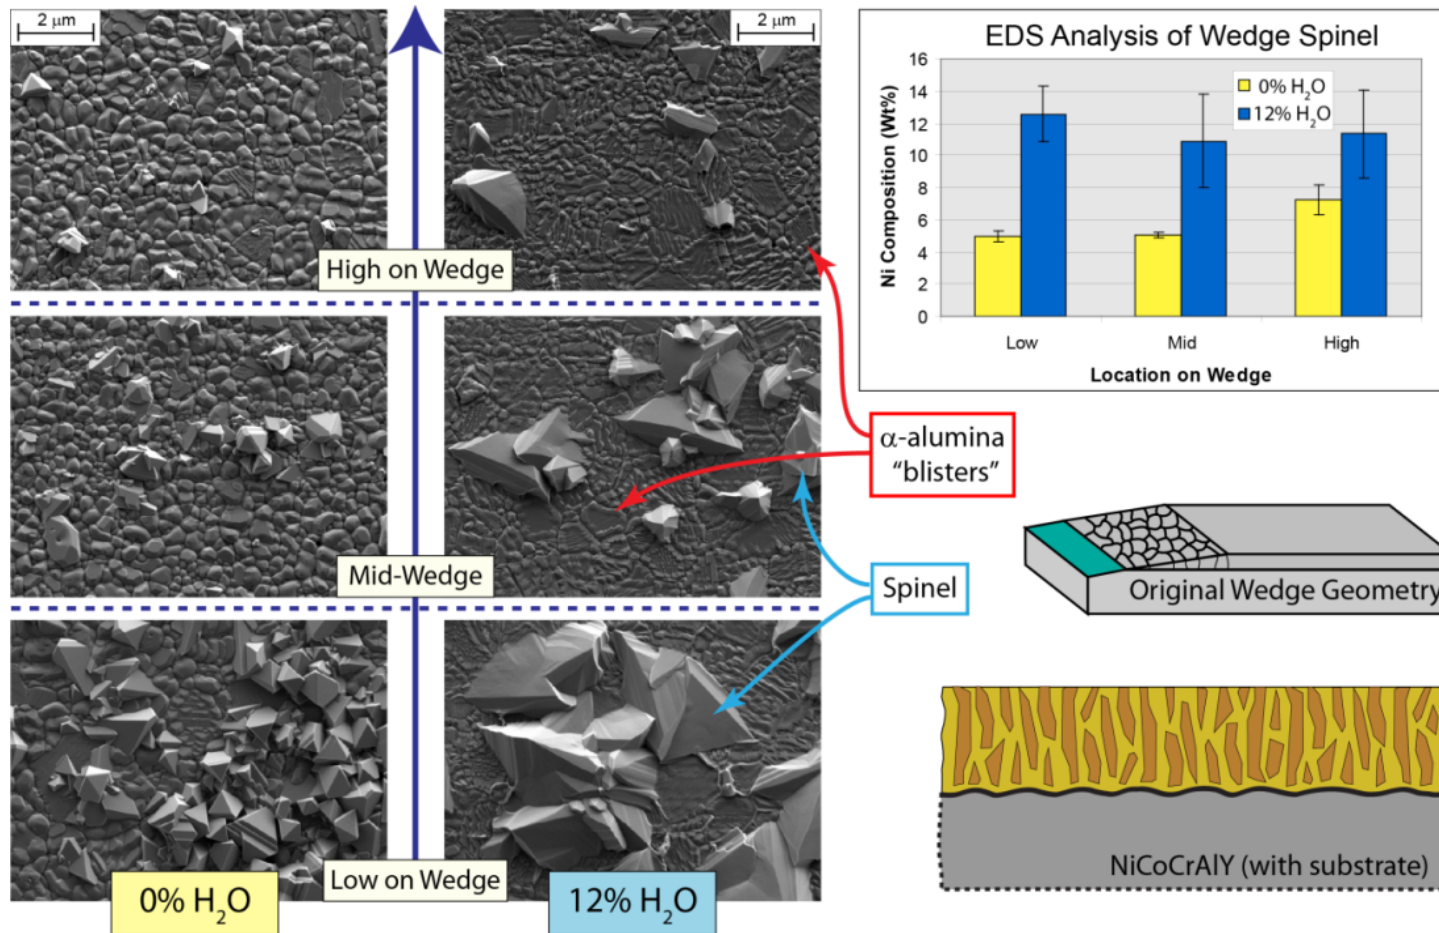 2 μm
2 μm
High on Wedge
Mid-Wedge
Low on Wedge
0% H₂O
12% H₂O
EDS Analysis of Wedge Spinel
Ni Composition (Wt%)
16
14
12
10
8
6
4
2
0
0% H₂O
12% H₂O
Low
Mid
High
Location on Wedge
α-alumina
“blisters”
Spinel
Original Wedge Geometry
NiCoCrAlY (with substrate)